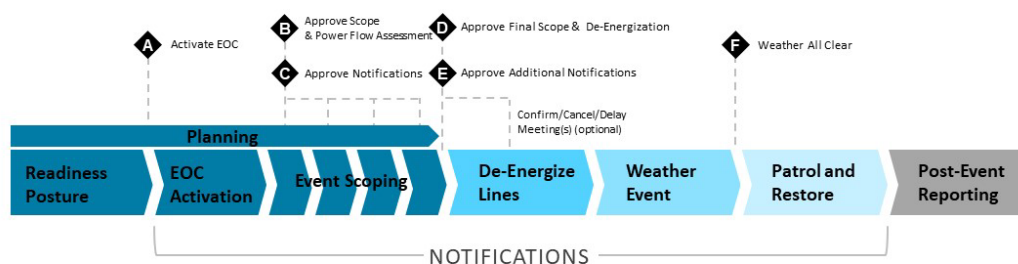 A Activate EOC
B Approve Scope
& Power Flow Assessment
C Approve Notifications
D Approve Final Scope & De-Energization
E Approve Additional Notifications
Confirm/Cancel/Delay
Meeting(s) (optional)
F Weather All Clear
Planning
Readiness
Posture
EOC
Activation
Event Scoping
De-Energize
Lines
Weather
Event
Patrol and
Restore
Post-Event
Reporting
NOTIFICATIONS